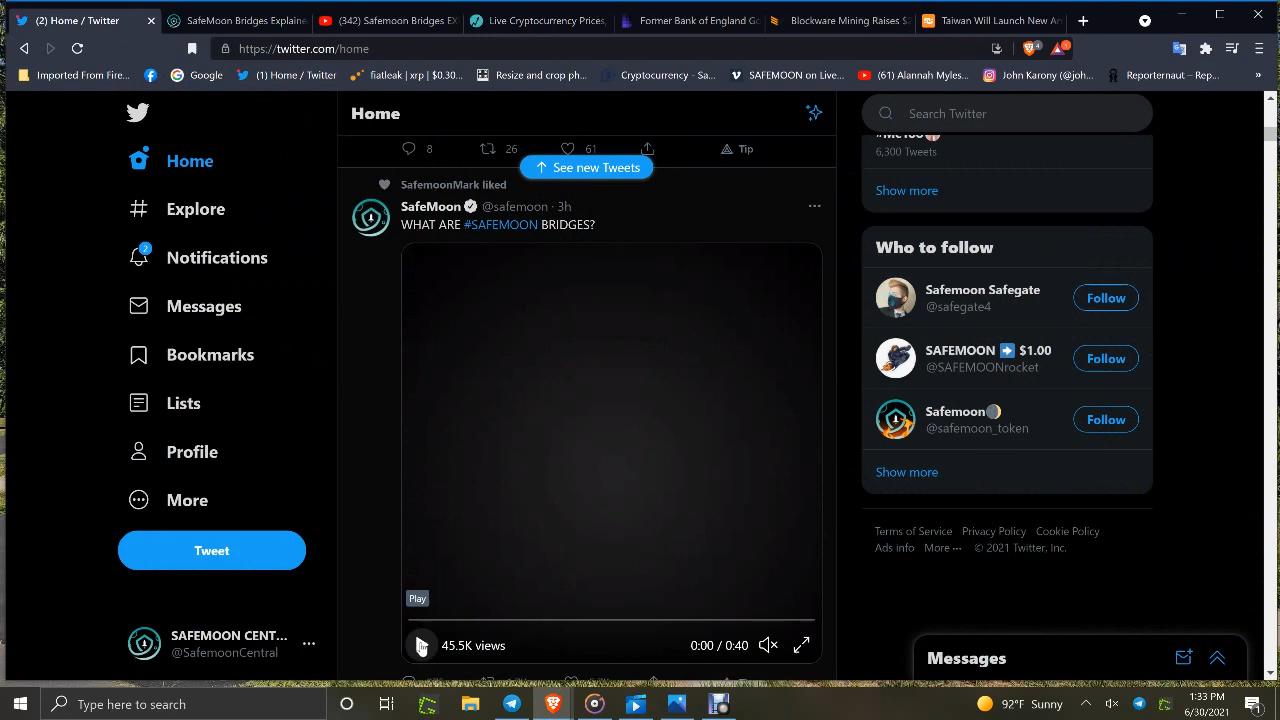 (2) Home / Twitter
SafeMoon Bridges Explaine
(342) Safemoon Bridges EX
Live Cryptocurrency Prices,
Former Bank of England Go
Blockware Mining Raises $2
Taiwan Will Launch New An
https://twitter.com/home
4
1
Imported From Fire...
Google
(1) Home / Twitter
fiatleak | xrp | $0,30...
Resize and crop ph...
Cryptocurrency - Sa...
SAFEMOON on Live...
(61) Alannah Myles...
John Karony (@joh...
Reporternaut – Rep...
Home
Explore
2
Notifications
Messages
Bookmarks
Lists
Profile
More
Tweet
SAFEMOON CENT...
@SafemoonCentral
Home
8
26
61
Tip
See new Tweets
SafemoonMark liked
SafeMoon @safemoon · 3h
WHAT ARE #SAFEMOON BRIDGES?
Play
45.5K views
0:00 / 0:40
Search Twitter
6,300 Tweets
Show more
Who to follow
Safemoon Safegate
@safegate4
Follow
SAFEMOON ➡️ $1.00
@SAFEMOONrocket
Follow
Safemoon🌒
@safemoon_token
Follow
Show more
Terms of Service Privacy Policy Cookie Policy
Ads info More ··· © 2021 Twitter, Inc.
Messages
Type here to search
92°F Sunny
1:33 PM
6/30/2021
1